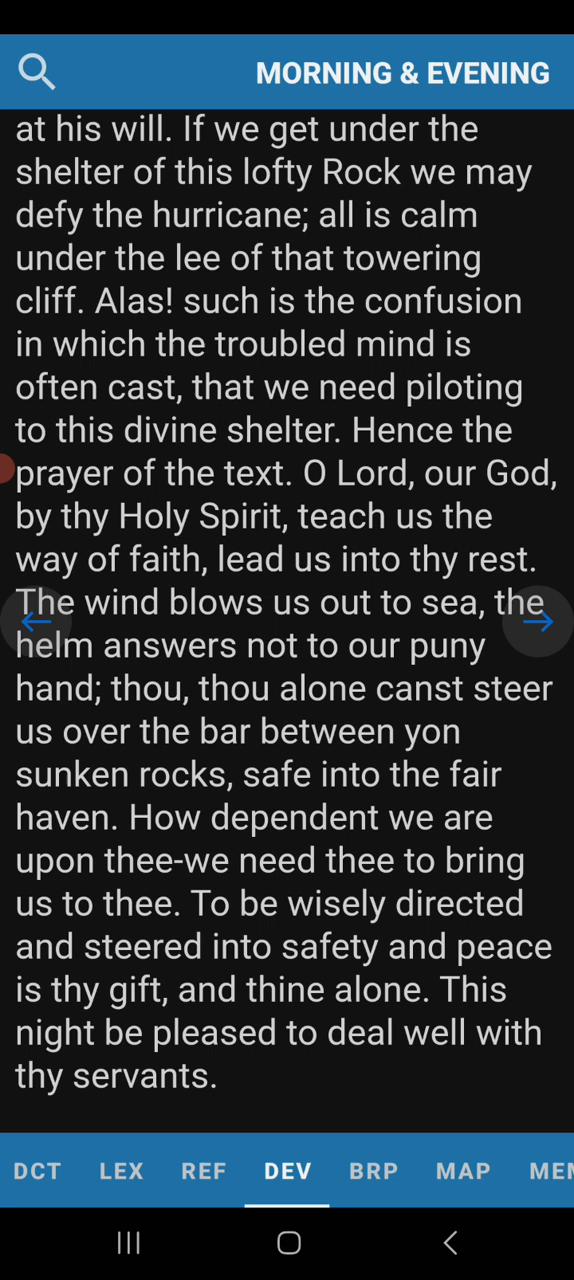 MORNING & EVENING
at his will. If we get under the
shelter of this lofty Rock we may
defy the hurricane; all is calm
under the lee of that towering
cliff. Alas! such is the confusion
in which the troubled mind is
often cast, that we need piloting
to this divine shelter. Hence the
prayer of the text. O Lord, our God,
by thy Holy Spirit, teach us the
way of faith, lead us into thy rest.
The wind blows us out to sea, the
helm answers not to our puny
hand; thou, thou alone canst steer
us over the bar between yon
sunken rocks, safe into the fair
haven. How dependent we are
upon thee-we need thee to bring
us to thee. To be wisely directed
and steered into safety and peace
is thy gift, and thine alone. This
night be pleased to deal well with
thy servants.
DCT LEX REF DEV BRP MAP